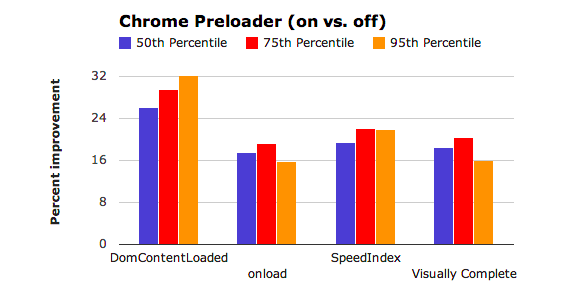 Chrome Preloader (on vs. off)
50th Percentile 75th Percentile 95th Percentile
Percent improvement
32
24
16
8
0
DomContentLoaded
onload
SpeedIndex
Visually Complete